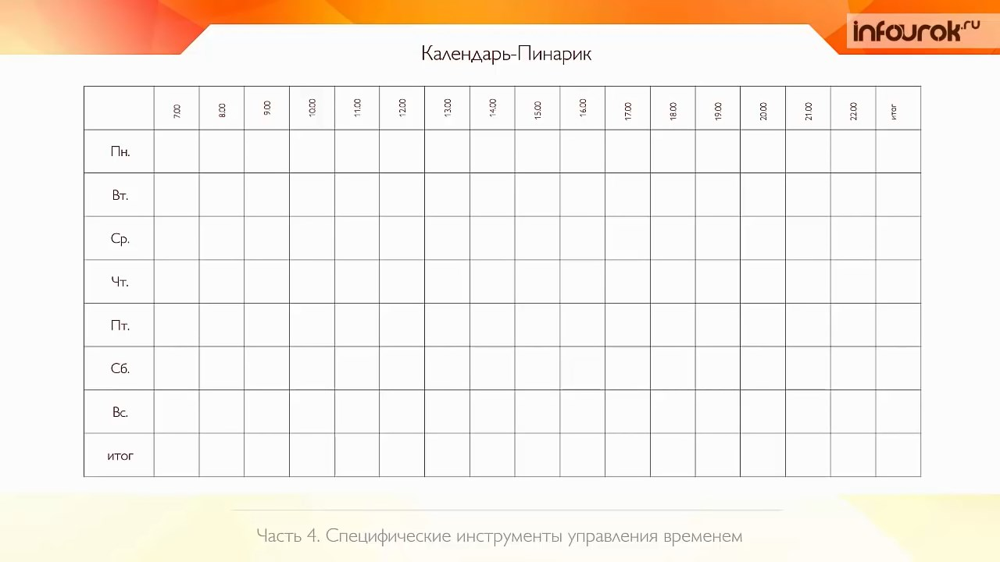 infourok.ru
Календарь-Пинарик
7.00 8.00 9.00 10.00 11.00 12.00 13.00 14.00 15.00 16.00 17.00 18.00 19.00 20.00 21.00 22.00 итог
Пн.
Вт.
Ср.
Чт.
Пт.
Сб.
Вс.
итог
Часть 4. Специфические инструменты управления временем